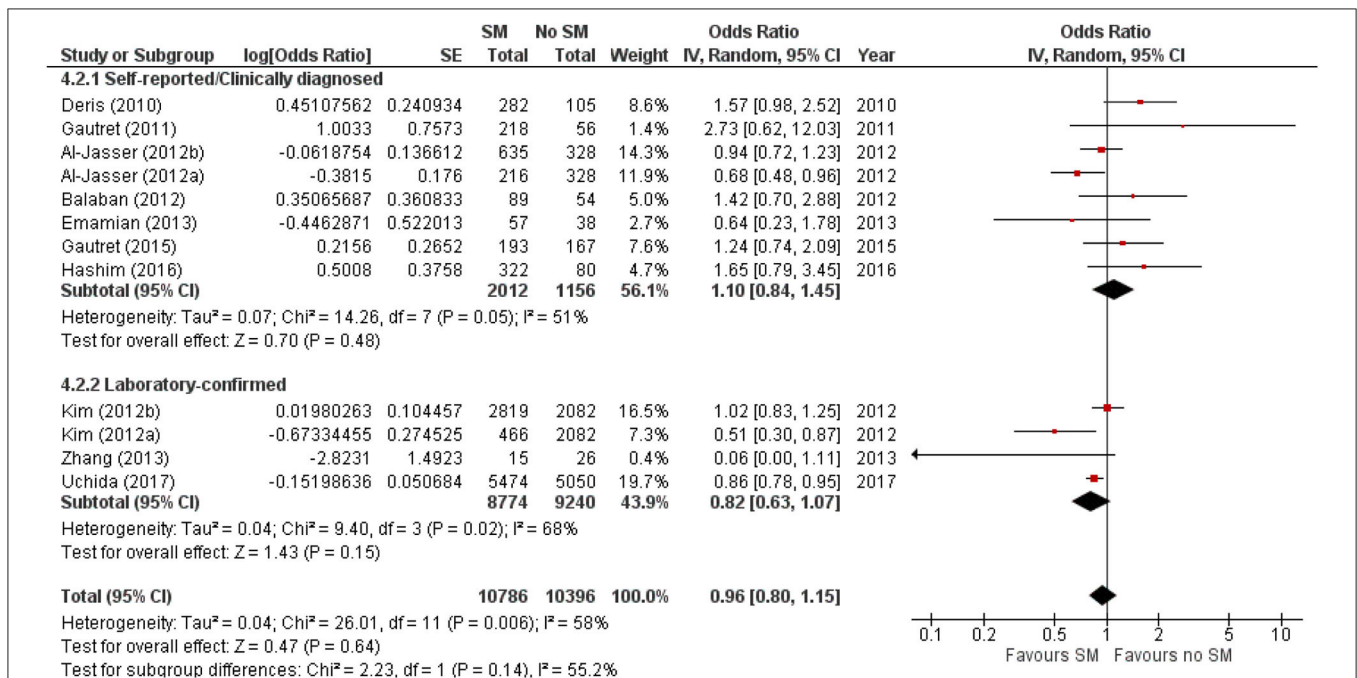 SM No SM Odds Ratio Odds Ratio
Study or Subgroup log[Odds Ratio] SE Total Total Weight IV, Random, 95% CI Year IV, Random, 95% CI
4.2.1 Self-reported/Clinically diagnosed
Deris (2010) 0.45107562 0.240934 282 105 8.6% 1.57 [0.98, 2.52] 2010
Gautret (2011) 1.0033 0.7573 218 56 1.4% 2.73 [0.62, 12.03] 2011
Al-Jasser (2012b) -0.0618754 0.136612 635 328 14.3% 0.94 [0.72, 1.23] 2012
Al-Jasser (2012a) -0.3815 0.176 216 328 11.9% 0.68 [0.48, 0.96] 2012
Balaban (2012) 0.35065687 0.360833 89 54 5.0% 1.42 [0.70, 2.88] 2012
Emamian (2013) -0.4462871 0.522013 57 38 2.7% 0.64 [0.23, 1.78] 2013
Gautret (2015) 0.2156 0.2652 193 167 7.6% 1.24 [0.74, 2.09] 2015
Hashim (2016) 0.5008 0.3758 322 80 4.7% 1.65 [0.79, 3.45] 2016
Subtotal (95% CI) 2012 1156 56.1% 1.10 [0.84, 1.45]
Heterogeneity: Tau² = 0.07; Chi² = 14.26, df = 7 (P = 0.05); I² = 51%
Test for overall effect: Z = 0.70 (P = 0.48)
4.2.2 Laboratory-confirmed
Kim (2012b) 0.01980263 0.104457 2819 2082 16.5% 1.02 [0.83, 1.25] 2012
Kim (2012a) -0.67334455 0.274525 466 2082 7.3% 0.51 [0.30, 0.87] 2012
Zhang (2013) -2.8231 1.4923 15 26 0.4% 0.06 [0.00, 1.11] 2013
Uchida (2017) -0.15198636 0.050684 5474 5050 19.7% 0.86 [0.78, 0.95] 2017
Subtotal (95% CI) 8774 9240 43.9% 0.82 [0.63, 1.07]
Heterogeneity: Tau² = 0.04; Chi² = 9.40, df = 3 (P = 0.02); I² = 68%
Test for overall effect: Z = 1.43 (P = 0.15)
Total (95% CI) 10786 10396 100.0% 0.96 [0.80, 1.15]
Heterogeneity: Tau² = 0.04; Chi² = 26.01, df = 11 (P = 0.006); I² = 58%
Test for overall effect: Z = 0.47 (P = 0.64)
Test for subgroup differences: Chi² = 2.23, df = 1 (P = 0.14), I² = 55.2%
0.1 0.2 0.5 1 2 5 10
Favours SM Favours no SM